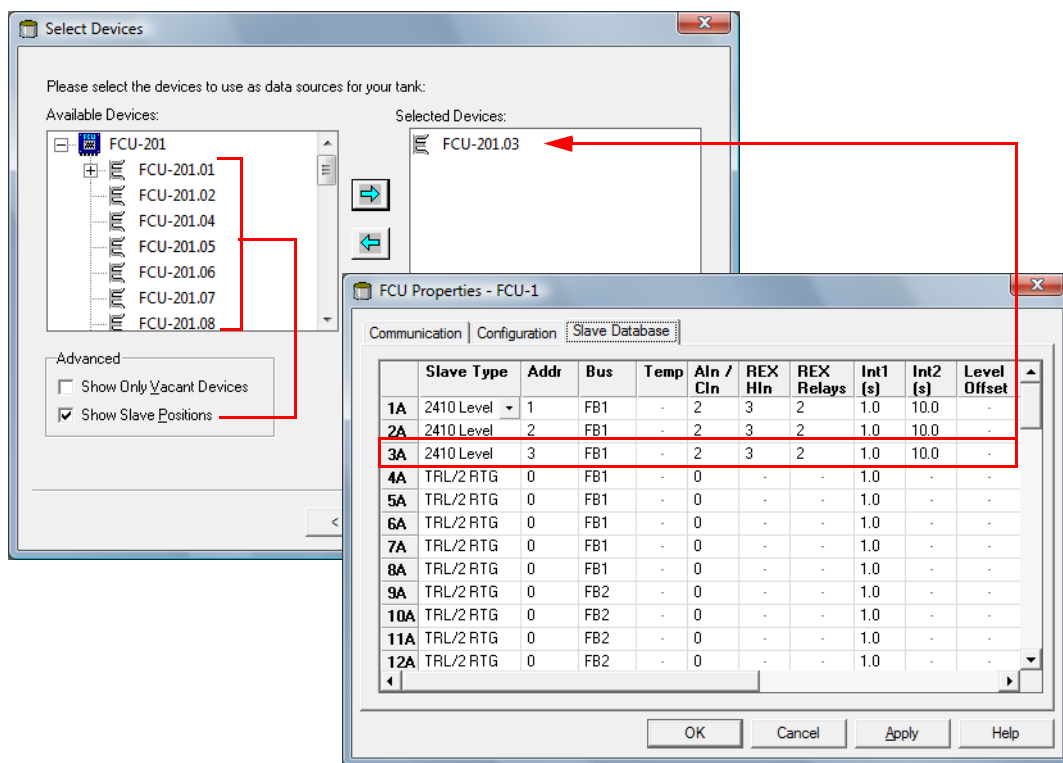 Select Devices
Please select the devices to use as data sources for your tank:
Available Devices:
Selected Devices:
FCU-201
FCU-201.01
FCU-201.02
FCU-201.04
FCU-201.05
FCU-201.06
FCU-201.07
FCU-201.08
FCU-201.03
Advanced
Show Only Vacant Devices
Show Slave Positions
<
FCU Properties - FCU-1
Communication Configuration Slave Database
Slave Type Addr Bus Temp AIn / CIn REX HIn REX Relays Int1 (s) Int2 (s) Level Offset
1A 2410 Level 1 FB1 - 2 3 2 1.0 10.0 -
2A 2410 Level 2 FB1 - 2 3 2 1.0 10.0 -
3A 2410 Level 3 FB1 - 2 3 2 1.0 10.0 -
4A TRL/2 RTG 0 FB1 - 0 - - 1.0 - -
5A TRL/2 RTG 0 FB1 - 0 - - 1.0 - -
6A TRL/2 RTG 0 FB1 - 0 - - 1.0 - -
7A TRL/2 RTG 0 FB1 - 0 - - 1.0 - -
8A TRL/2 RTG 0 FB1 - 0 - - 1.0 - -
9A TRL/2 RTG 0 FB2 - 0 - - 1.0 - -
10A TRL/2 RTG 0 FB2 - 0 - - 1.0 - -
11A TRL/2 RTG 0 FB2 - 0 - - 1.0 - -
12A TRL/2 RTG 0 FB2 - 0 - - 1.0 - -
OK Cancel Apply Help